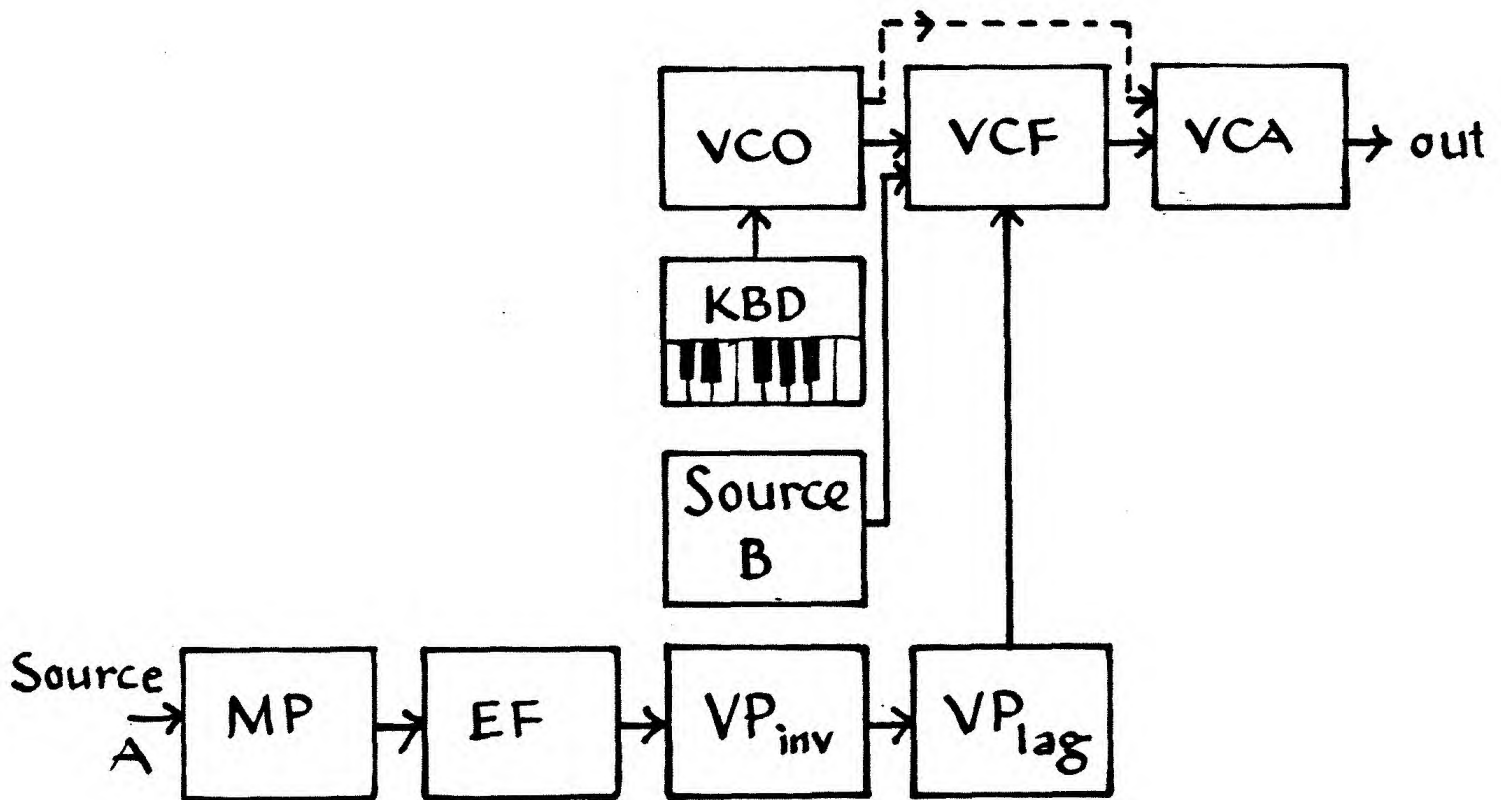 VCO
VCF
VCA
out
KBD
Source
B
Source
A
MP
EF
VPinv
VPlag